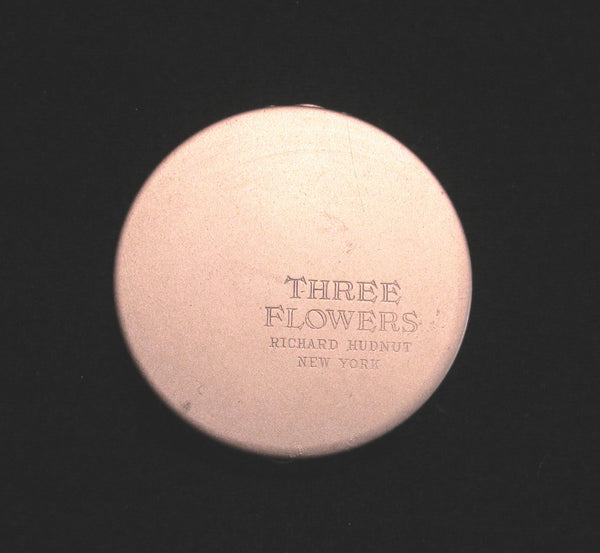 THREE
FLOWERS
RICHARD HUDNUT
NEW YORK